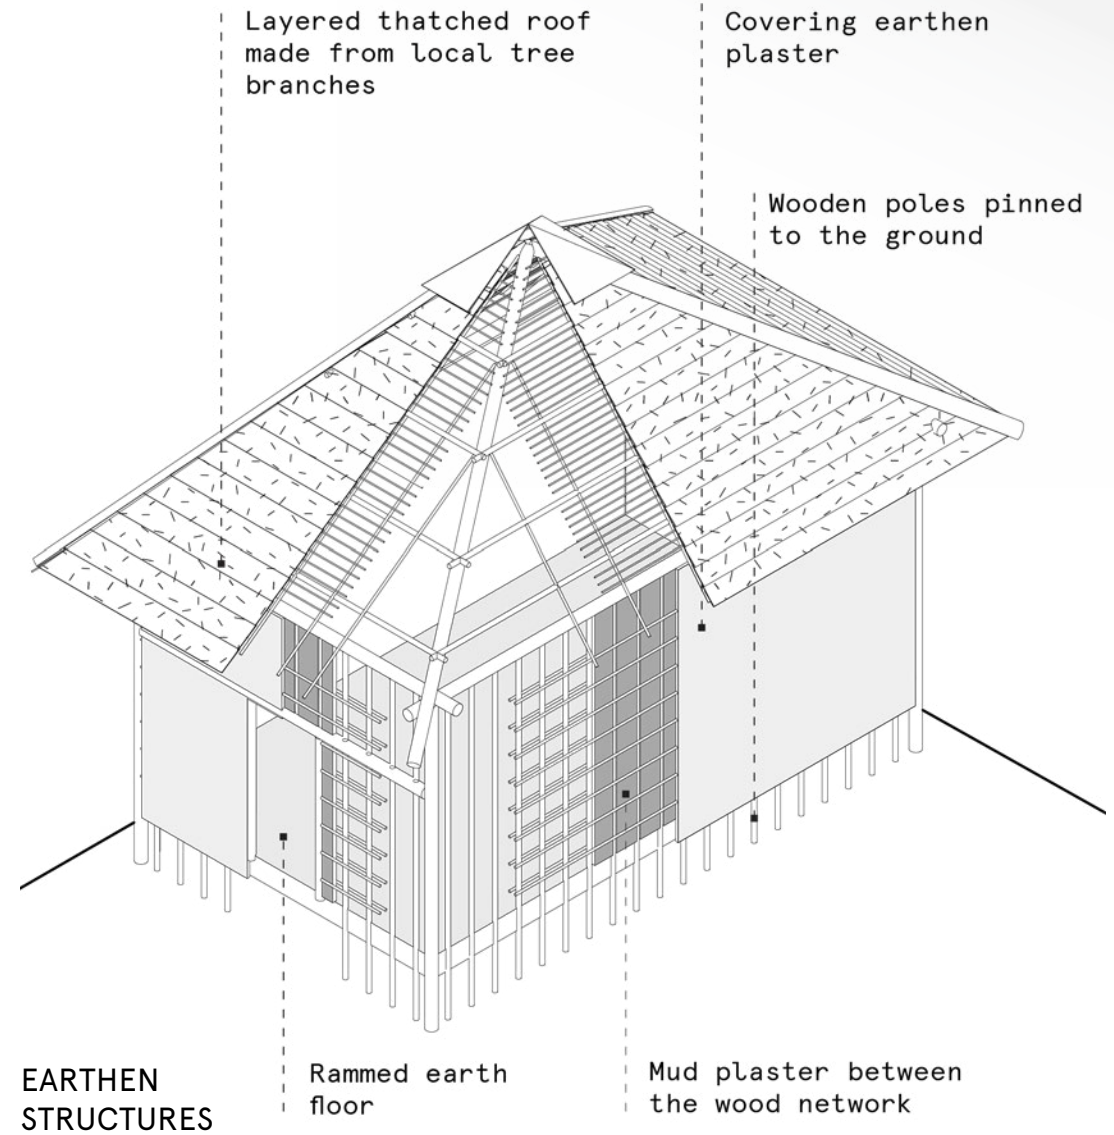 Layered thatched roof
made from local tree
branches
Covering earthen
plaster
Wooden poles pinned
to the ground
Rammed earth
floor
Mud plaster between
the wood network
EARTHEN
STRUCTURES